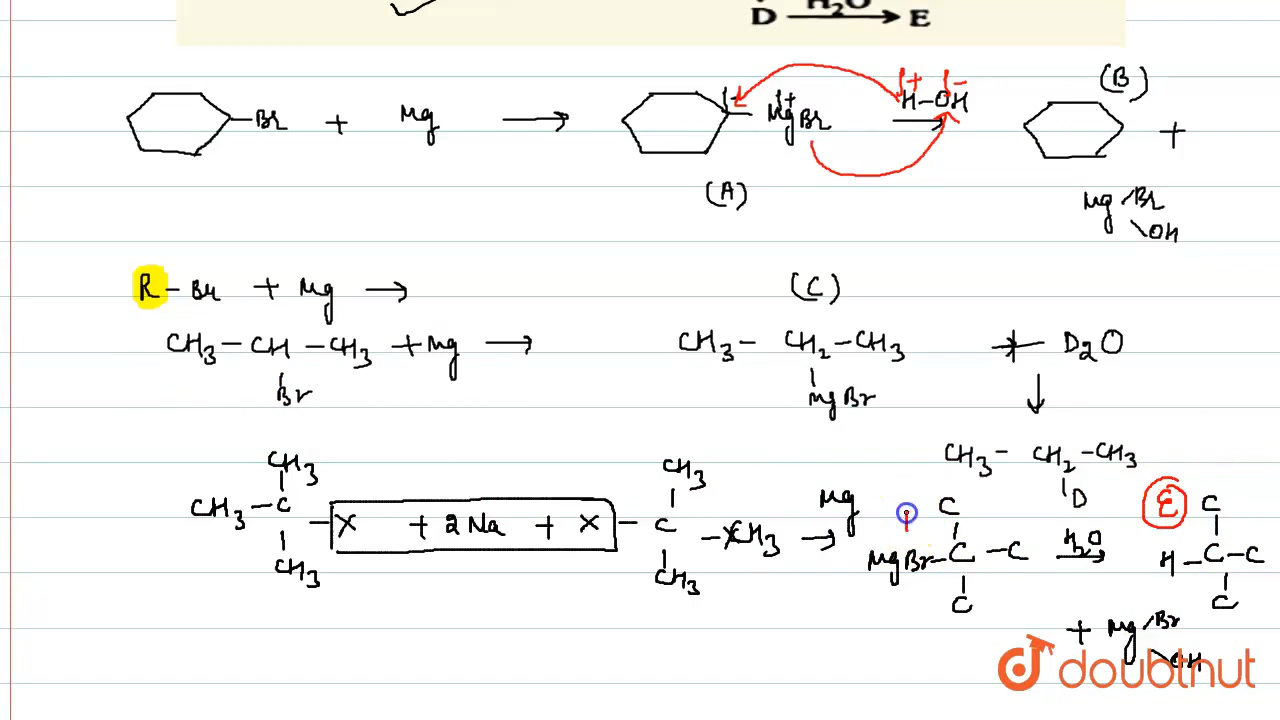 D H₂O → E
(B)
δ- δ+ δ+ δ-
Br + Mg → MgBr H-OH → +
(A)
Mg Br
OH
R - Br + Mg → (C)
CH3 - CH - CH3 + Mg → CH3 - CH2 - CH3 + D2O
Br MgBr ↓
CH3 - CH2 - CH3
D
CH3 CH3
CH3 - C - X + 2Na + X - C - CH3 → Mg
CH3 CH3
C
MgBr - C - C H2O →
C
E
C
H - C - C
C
+ Mg Br
OH
doubtnut